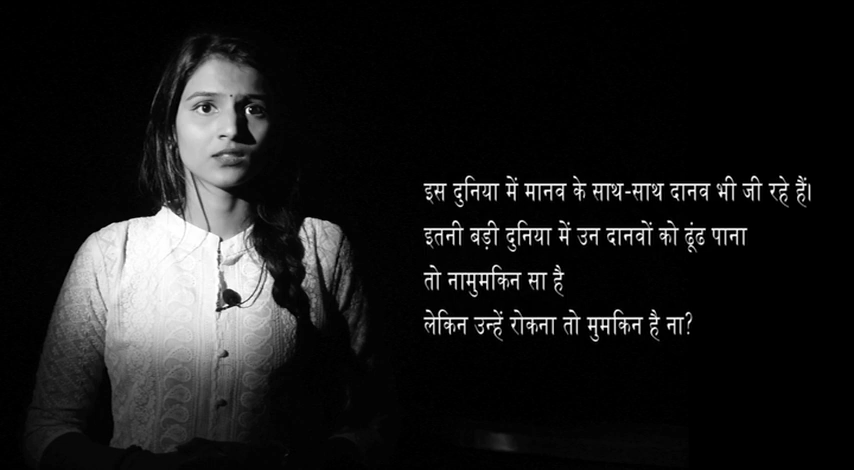 इस दुनिया में मानव के साथ-साथ दानव भी जी रहे हैं।
इतनी बड़ी दुनिया में उन दानवों को ढूंढ पाना
तो नामुमकिन सा है
लेकिन उन्हें रोकना तो मुमकिन है ना?